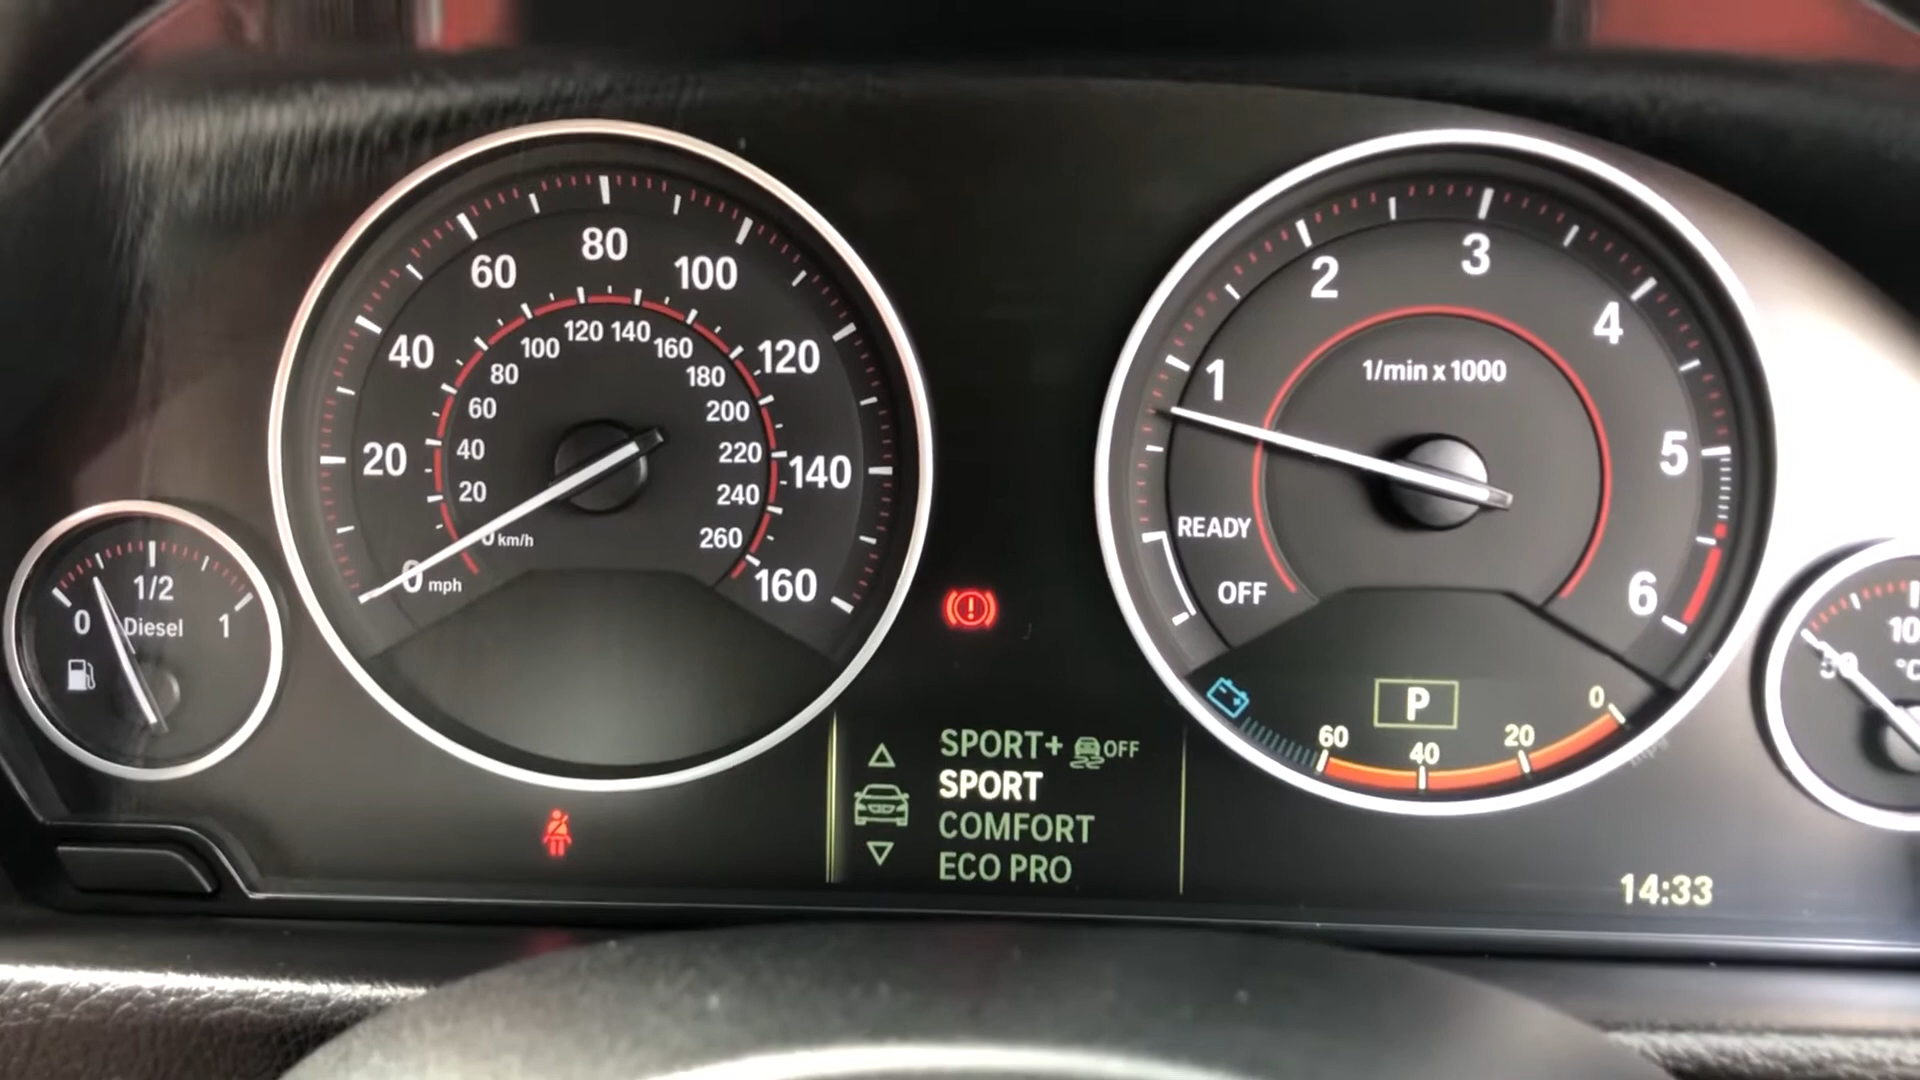 80
60
100
40
120
20
140
0 mph
160
120 140
100
160
80
180
60
200
40
220
20
240
0 km/h
260
1/2
0
1
Diesel
SPORT+ OFF
SPORT
COMFORT
ECO PRO
3
2
4
1
5
6
1/min x 1000
READY
OFF
P
60
40
20
0
14:33
50
°C